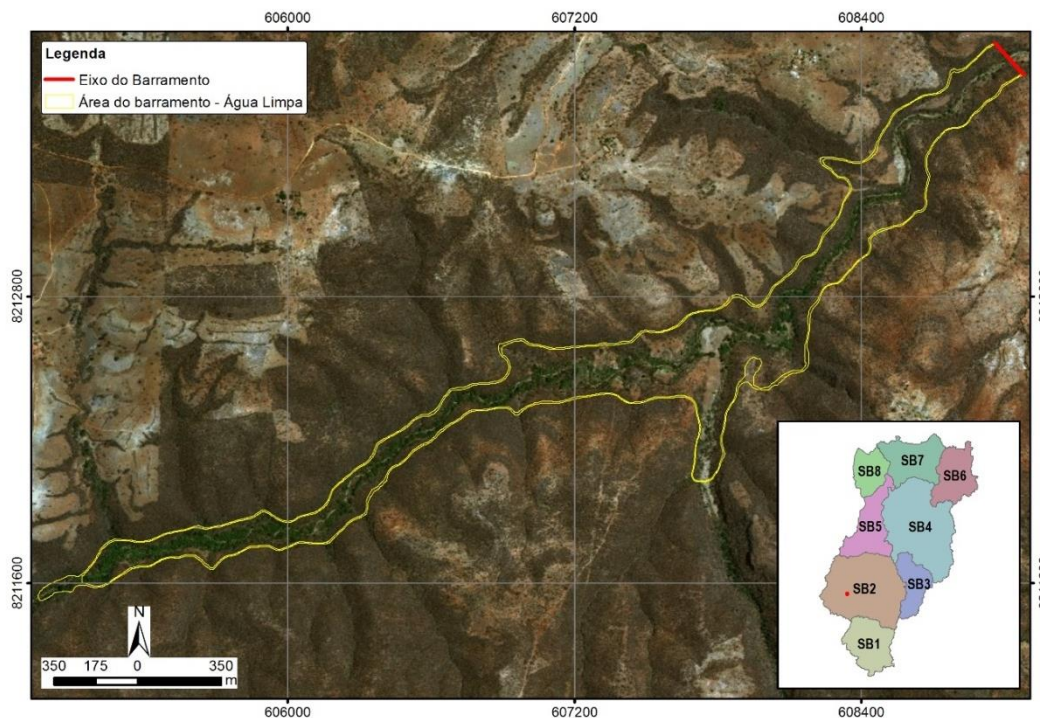 606000 607200 608400
Legenda
Eixo do Barramento
Área do barramento - Água Limpa
8212800
8211600
SB7
SB8
SB6
SB5
SB4
SB2
SB3
SB1
N
350 175 0 350
m
606000 607200 608400